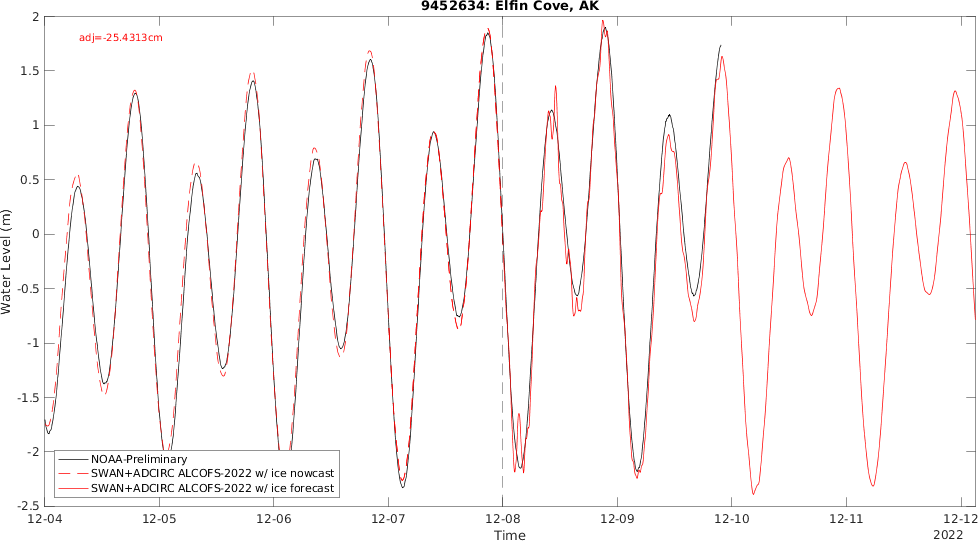 9452634: Elfin Cove, AK
adj=-25.4313cm
2
1.5
1
0.5
0
-0.5
-1
-1.5
-2
-2.5
Water Level (m)
NOAA-Preliminary
SWAN+ADCIRC ALCOFS-2022 w/ ice nowcast
SWAN+ADCIRC ALCOFS-2022 w/ ice forecast
12-04 12-05 12-06 12-07 12-08 12-09 12-10 12-11 12-12
Time
2022